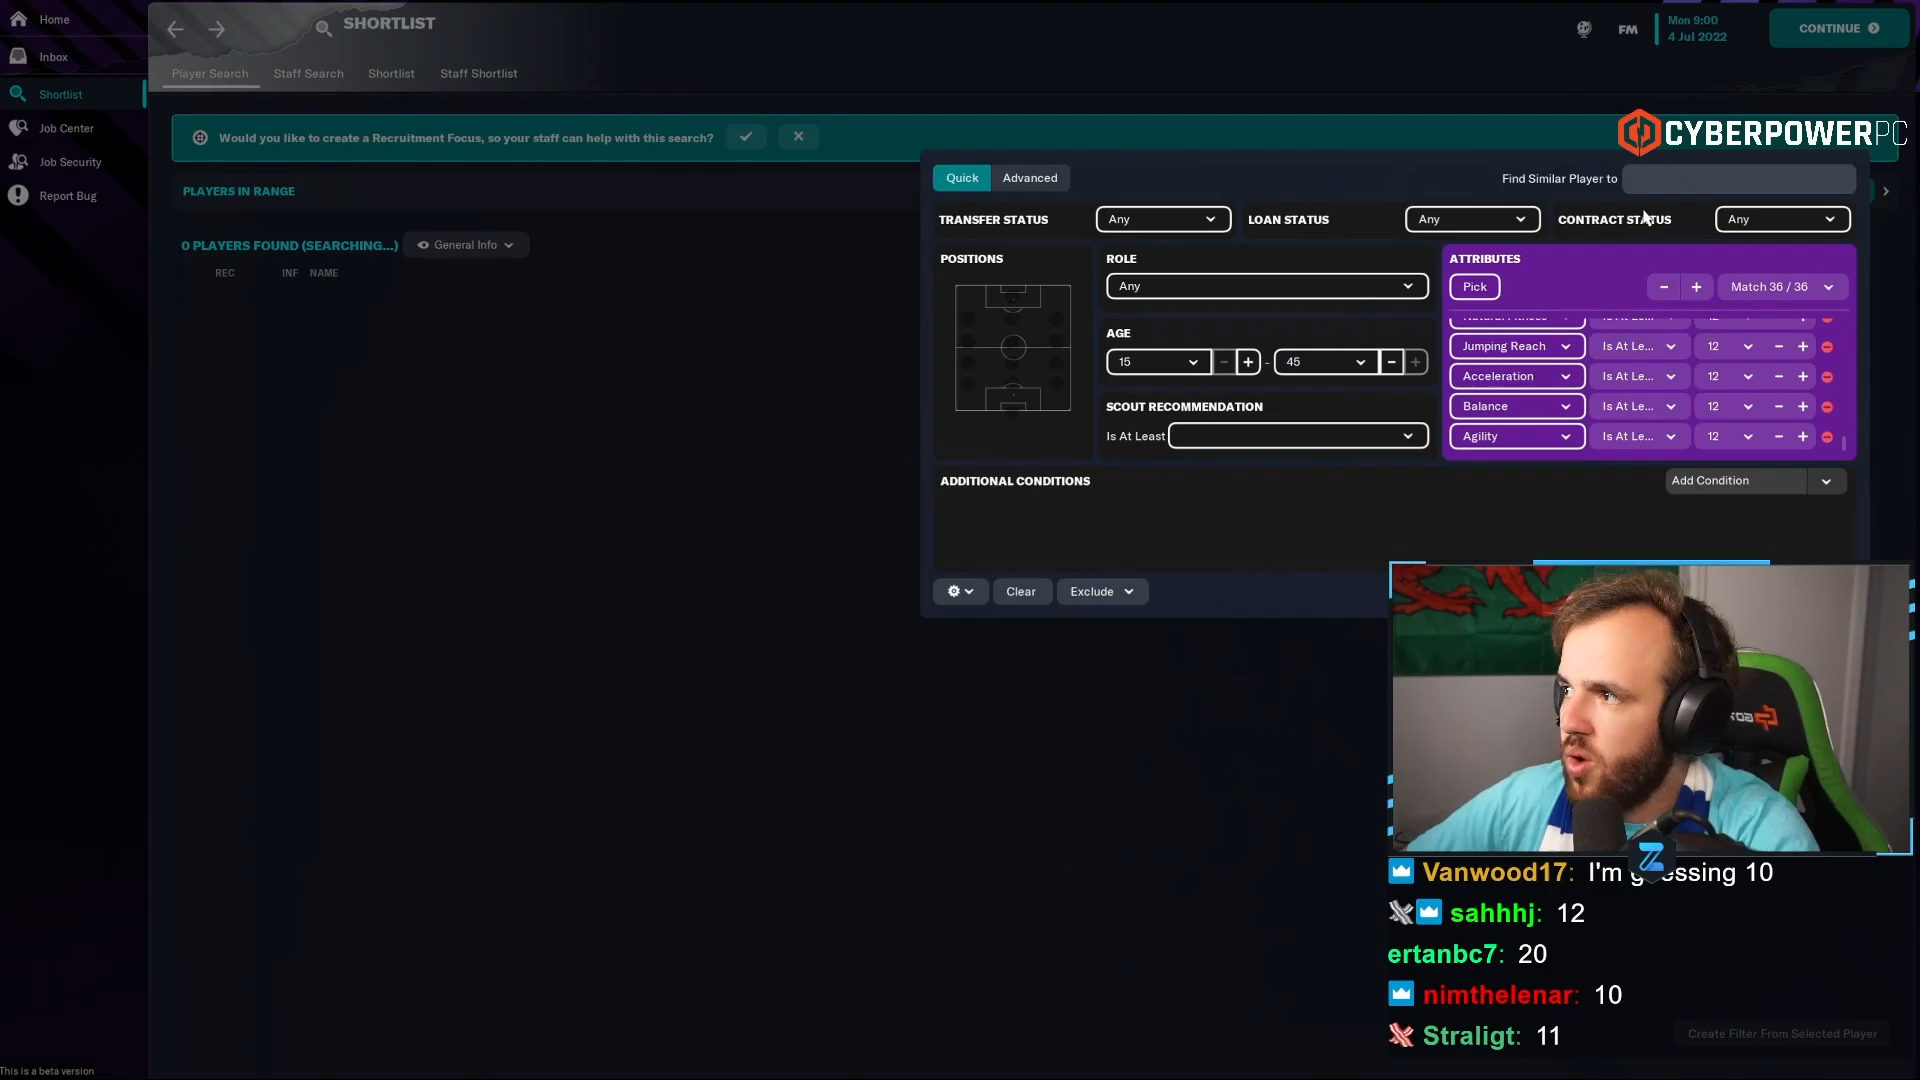 Home
Inbox
Shortlist
Job Center
Job Security
Report Bug
SHORTLIST
FM
Mon 9:00
4 Jul 2022
CONTINUE
Player Search
Staff Search
Shortlist
Staff Shortlist
Would you like to create a Recruitment Focus, so your staff can help with this search?
CYBERPOWERPC
PLAYERS IN RANGE
0 PLAYERS FOUND (SEARCHING...)
General Info
REC
INF
NAME
Quick
Advanced
Find Similar Player to
TRANSFER STATUS
Any
LOAN STATUS
Any
CONTRACT STATUS
Any
POSITIONS
ROLE
Any
AGE
15
-
45
SCOUT RECOMMENDATION
Is At Least
ATTRIBUTES
Pick
Match 36 / 36
Jumping Reach Is At Le... 12
Acceleration Is At Le... 12
Balance Is At Le... 12
Agility Is At Le... 12
ADDITIONAL CONDITIONS
Add Condition
Clear
Exclude
Vanwood17: I'm guessing 10
sahhhj: 12
ertanbc7: 20
nimthelenar: 10
Straligt: 11
Create Filter From Selected Player
This is a beta version